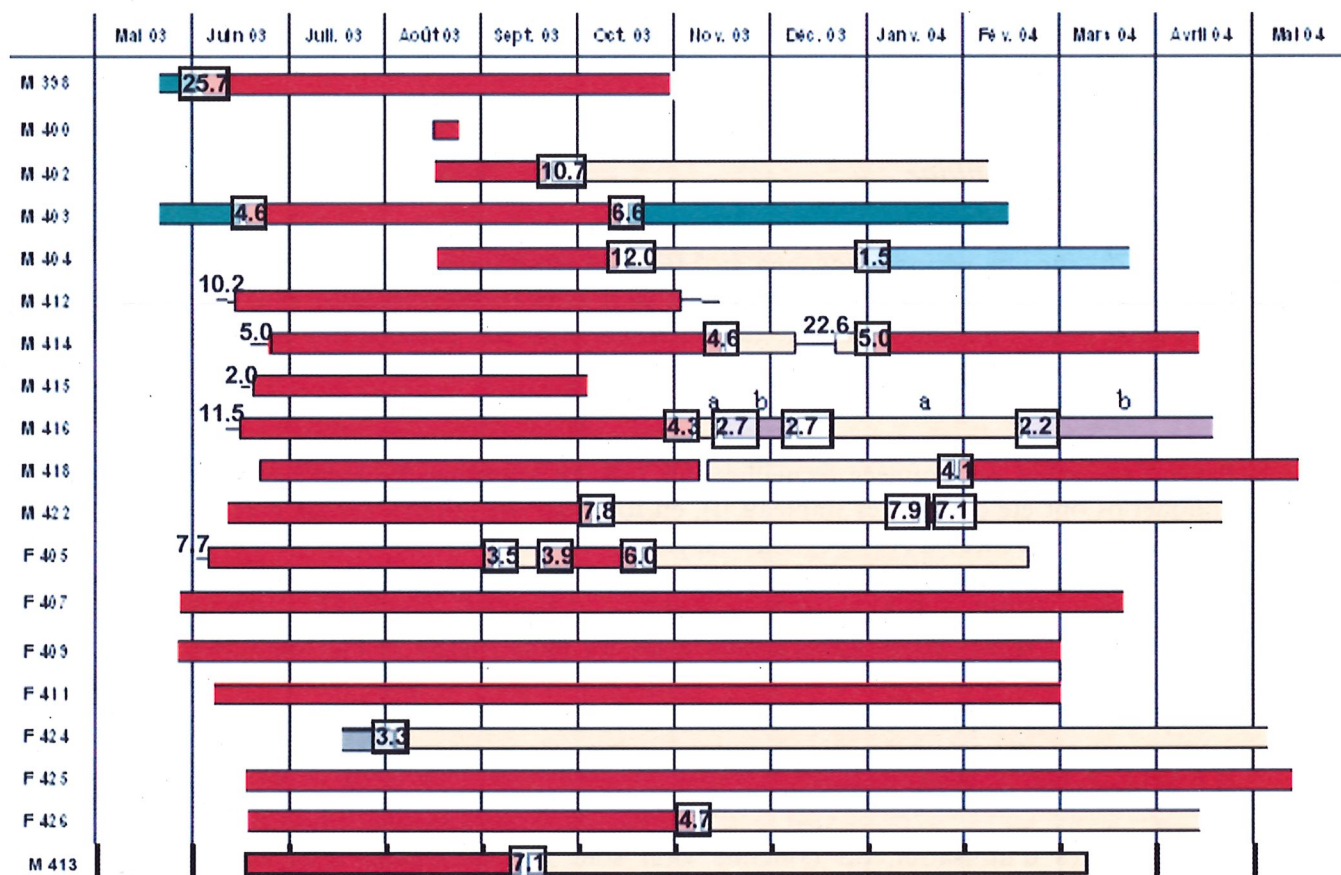 Mai 03 Juin 03 Juil. 03 Août 03 Sept. 03 Oct. 03 Nov. 03 Déc. 03 Janv. 04 Fév. 04 Mars 04 Avril 04 Mai 04
M 398 25.7
M 400
M 402 10.7
M 403 4.6 6.6
M 404 12.0 1.5
M 412 10.2
M 414 5.0 4.6 22.6 5.0
M 415 2.0
a b a b
M 416 11.5 4.3 2.7 2.7 2.2
M 418 4.1
M 422 7.8 7.9 7.1
F 405 7.7 3.5 3.9 6.0
F 407
F 409
F 411
F 424 3.3
F 425
F 426 4.7
M 413 7.1